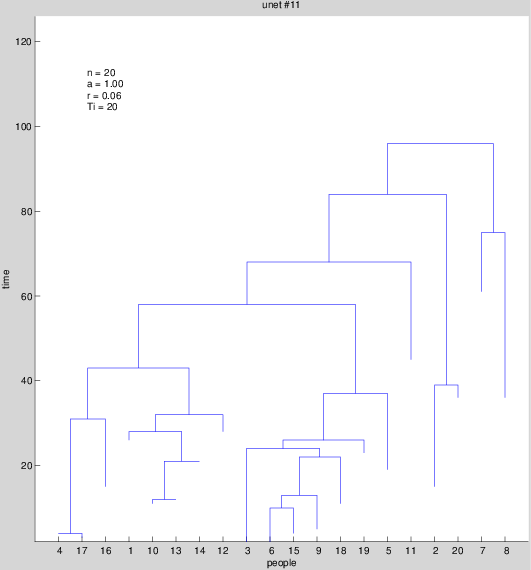 unet #11
120
n = 20
a = 1.00
r = 0.06
Ti = 20
100
80
time
60
40
20
4 17 16 1 10 13 14 12 3 6 15 9 18 19 5 11 2 20 7 8
people